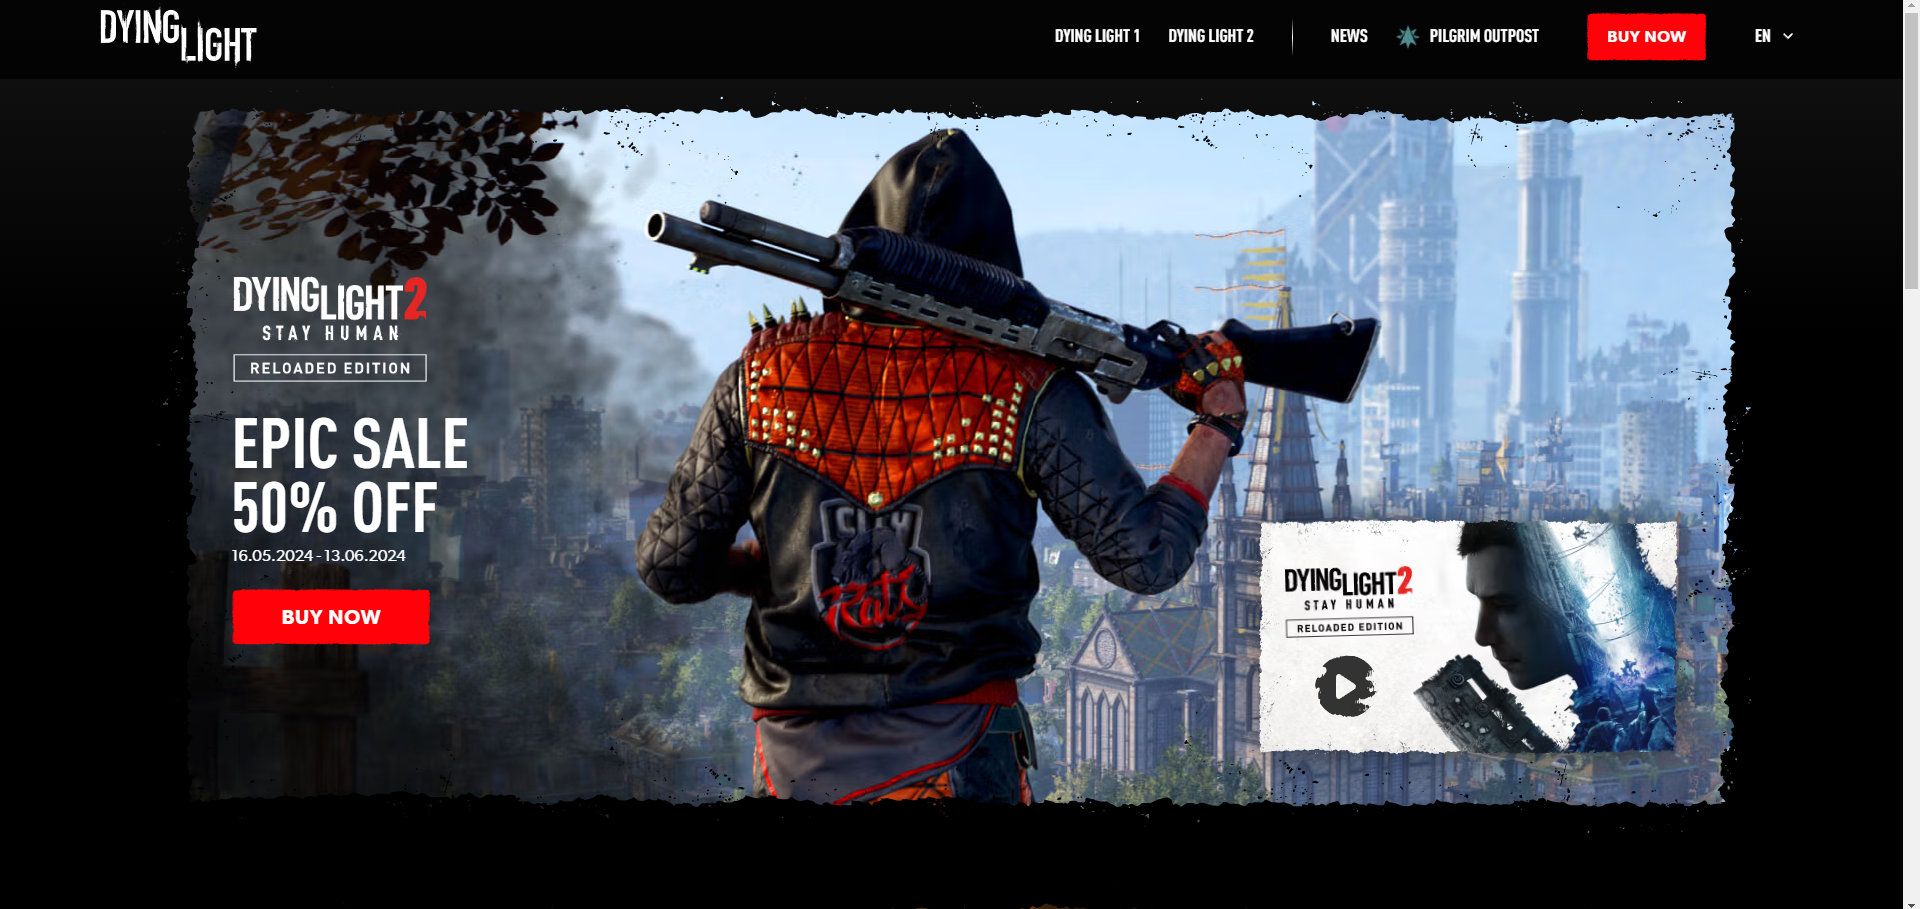 DYING
LIGHT
DYING LIGHT 1
DYING LIGHT 2
NEWS
PILGRIM OUTPOST
BUY NOW
EN
DYING LIGHT 2
STAY HUMAN
RELOADED EDITION
EPIC SALE
50% OFF
16.05.2024 - 13.06.2024
BUY NOW
CITY
Rats
DYING LIGHT 2
STAY HUMAN
RELOADED EDITION